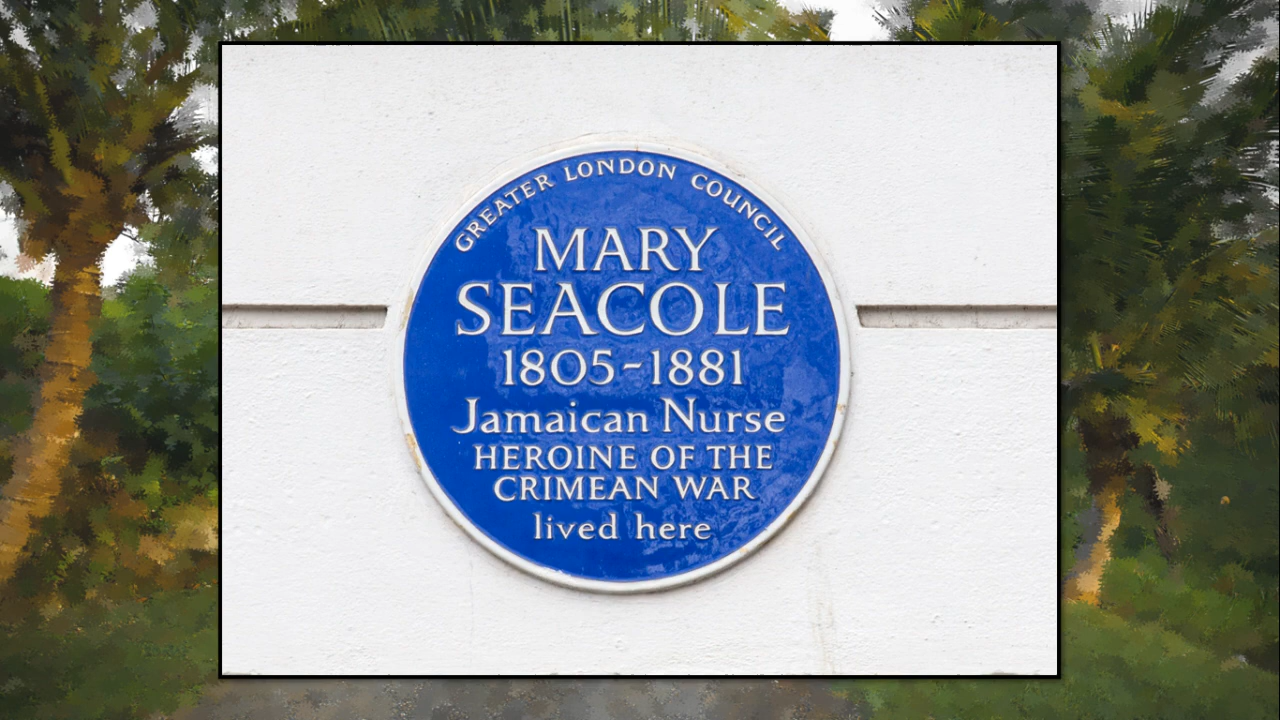 GREATER LONDON COUNCIL
MARY
SEACOLE
1805-1881
Jamaican Nurse
HEROINE OF THE
CRIMEAN WAR
lived here